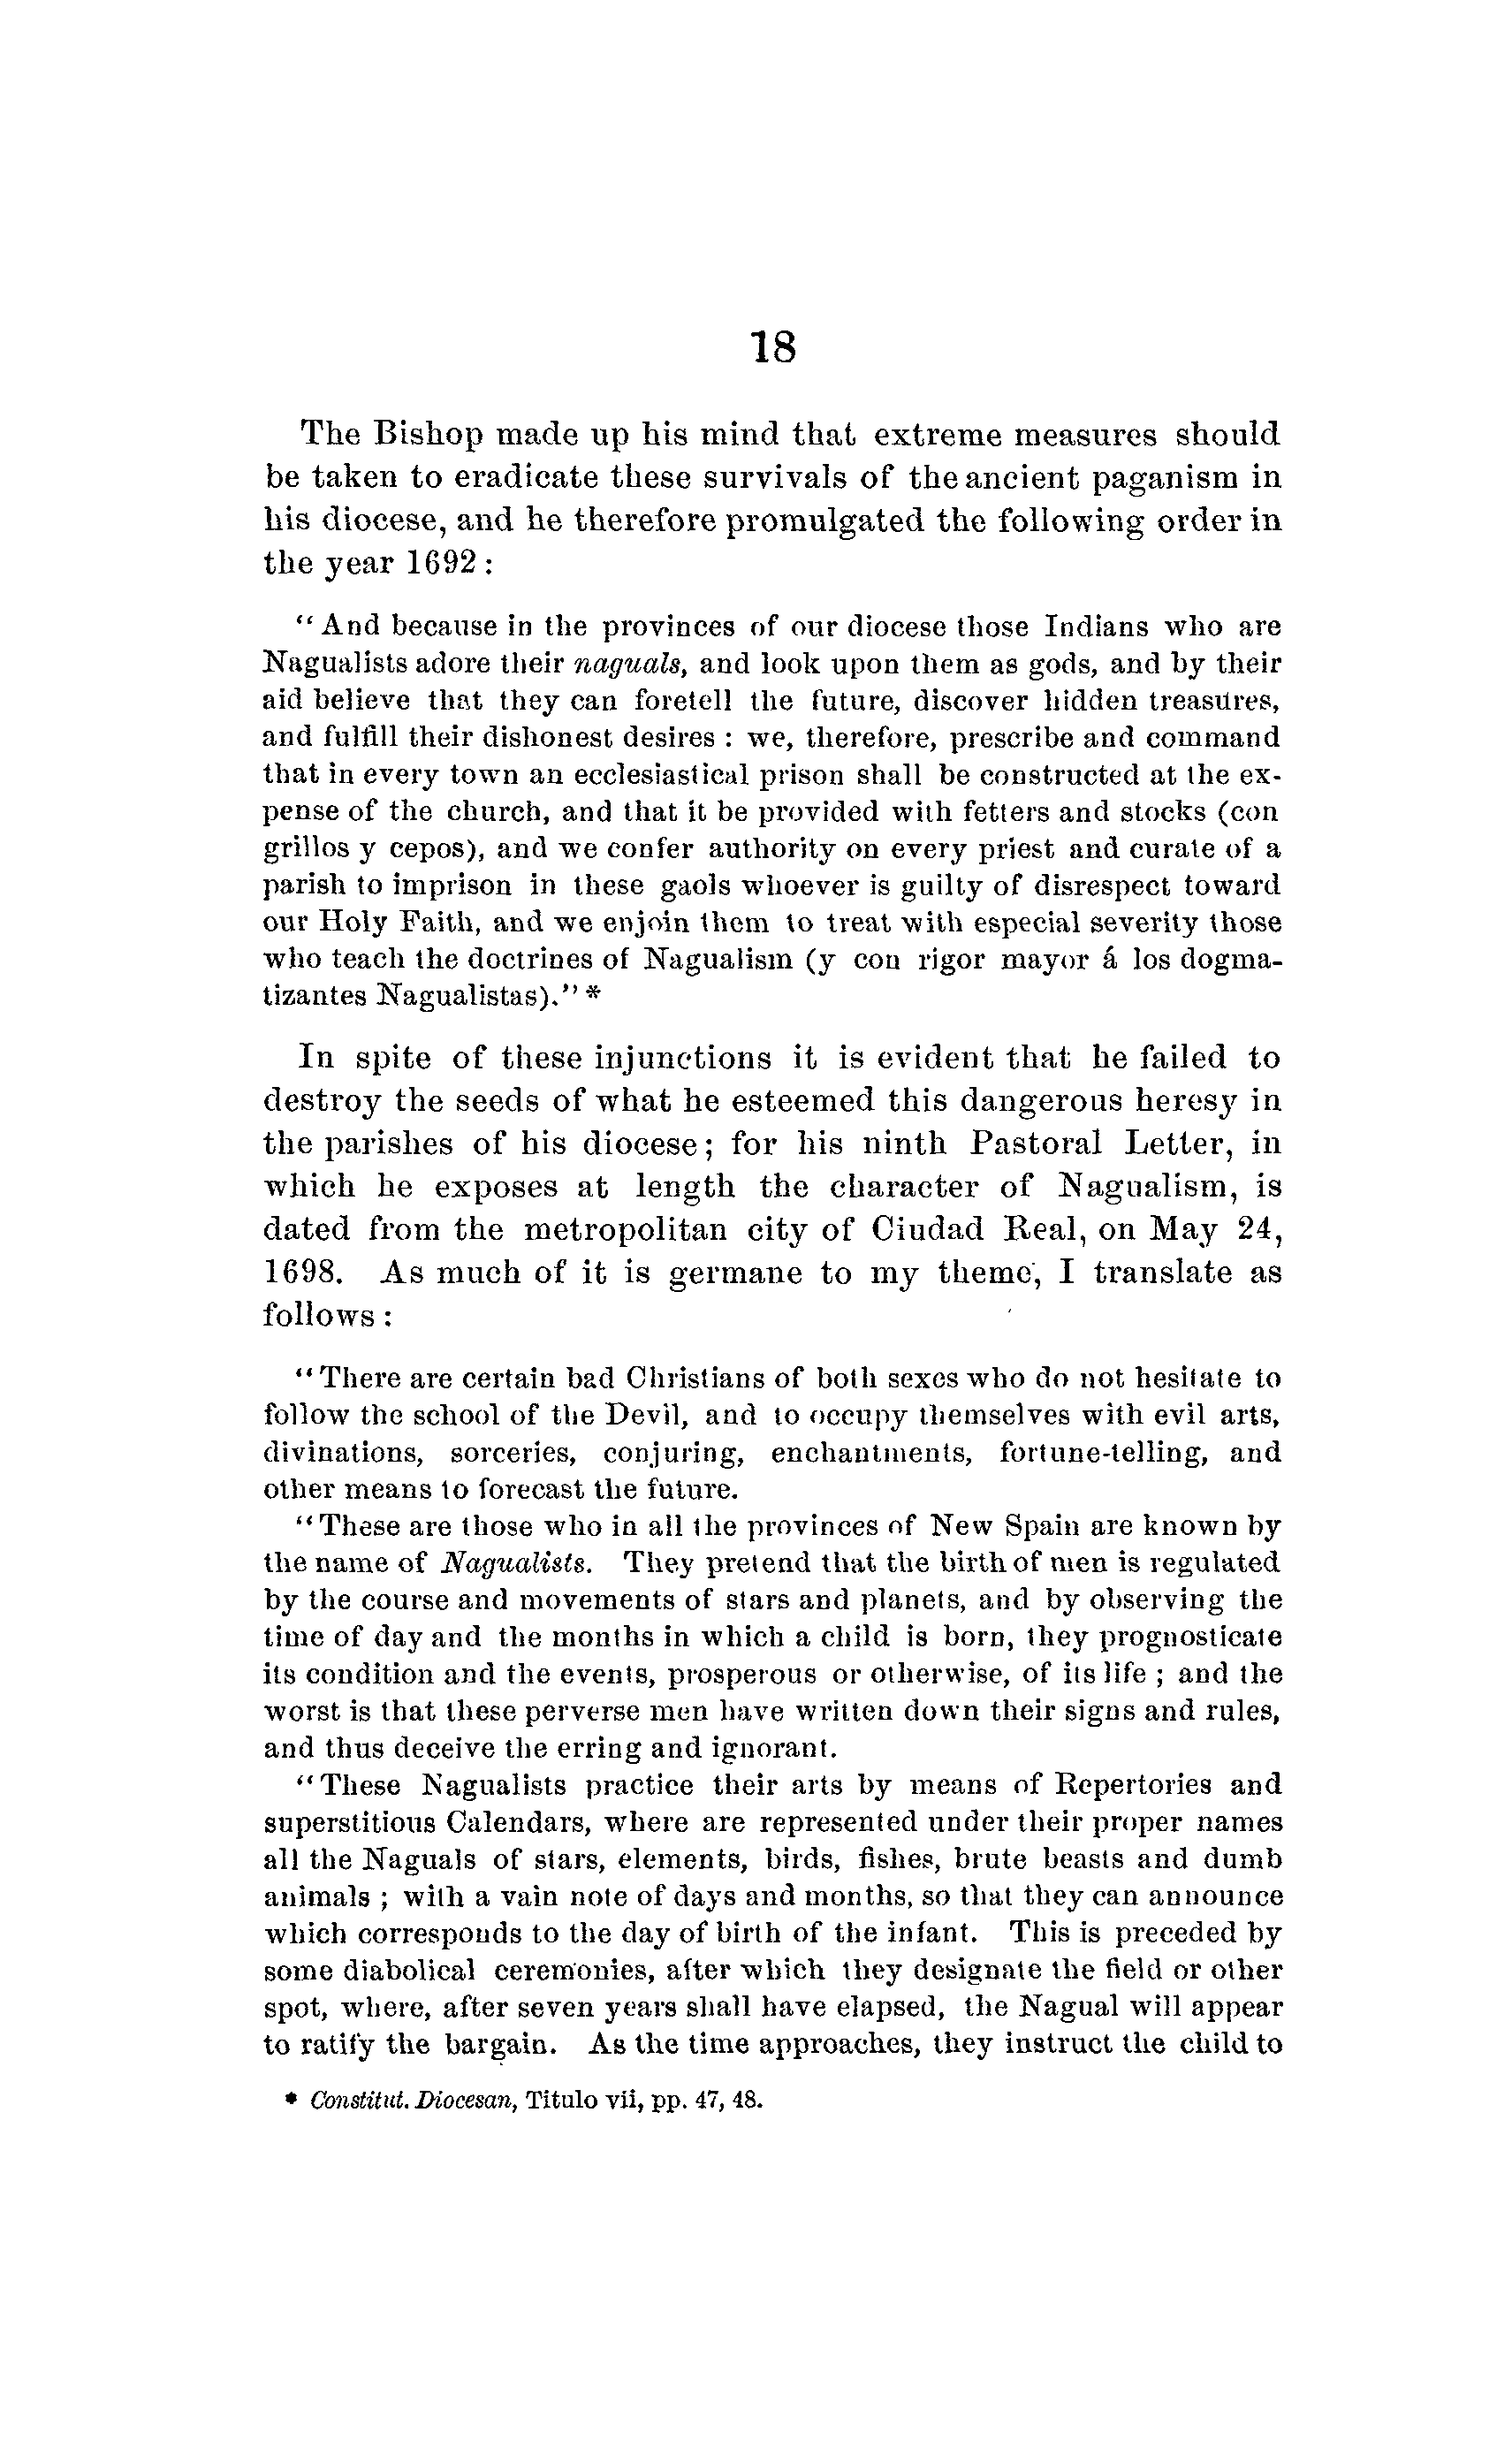 18
The Bishop made up his mind that extreme measures should
be taken to eradicate these survivals of the ancient paganism in
his diocese, and he therefore promulgated the following order in
the year 1692 :
" And because in the provinces of our diocese those Indians who are
Nagualists adore their naguals, and look upon them as gods, and by their
aid believe that they can foretell the future, discover hidden treasures,
and fulfill their dishonest desires : we, therefore, prescribe and command
that in every town an ecclesiastical prison shall be constructed at the ex-
pense of the church, and that it be provided with fetters and stocks (con
grillos y cepos), and we confer authority on every priest and curate of a
parish to imprison in these gaols whoever is guilty of disrespect toward
our Holy Faith, and we enjoin them to treat with especial severity those
who teach the doctrines of Nagualism (y con rigor mayor á los dogma-
tizantes Nagualistas)." *
In spite of these injunctions it is evident that he failed to
destroy the seeds of what he esteemed this dangerous heresy in
the parishes of his diocese; for his ninth Pastoral Letter, in
which he exposes at length the character of Nagualism, is
dated from the metropolitan city of Ciudad Real, on May 24,
1698. As much of it is germane to my theme, I translate as
follows :
" There are certain bad Christians of both sexes who do not hesitate to
follow the school of the Devil, and to occupy themselves with evil arts,
divinations, sorceries, conjuring, enchantments, fortune-telling, and
other means to forecast the future.
" These are those who in all the provinces of New Spain are known by
the name of Nagualists. They pretend that the birth of men is regulated
by the course and movements of stars and planets, and by observing the
time of day and the months in which a child is born, they prognosticate
its condition and the events, prosperous or otherwise, of its life ; and the
worst is that these perverse men have written down their signs and rules,
and thus deceive the erring and ignorant.
" These Nagualists practice their arts by means of Repertories and
superstitious Calendars, where are represented under their proper names
all the Naguals of stars, elements, birds, fishes, brute beasts and dumb
animals ; with a vain note of days and months, so that they can announce
which corresponds to the day of birth of the infant. This is preceded by
some diabolical ceremonies, after which they designate the field or other
spot, where, after seven years shall have elapsed, the Nagual will appear
to ratify the bargain. As the time approaches, they instruct the child to
* Constitut. Diocesan, Titulo vii, pp. 47, 48.